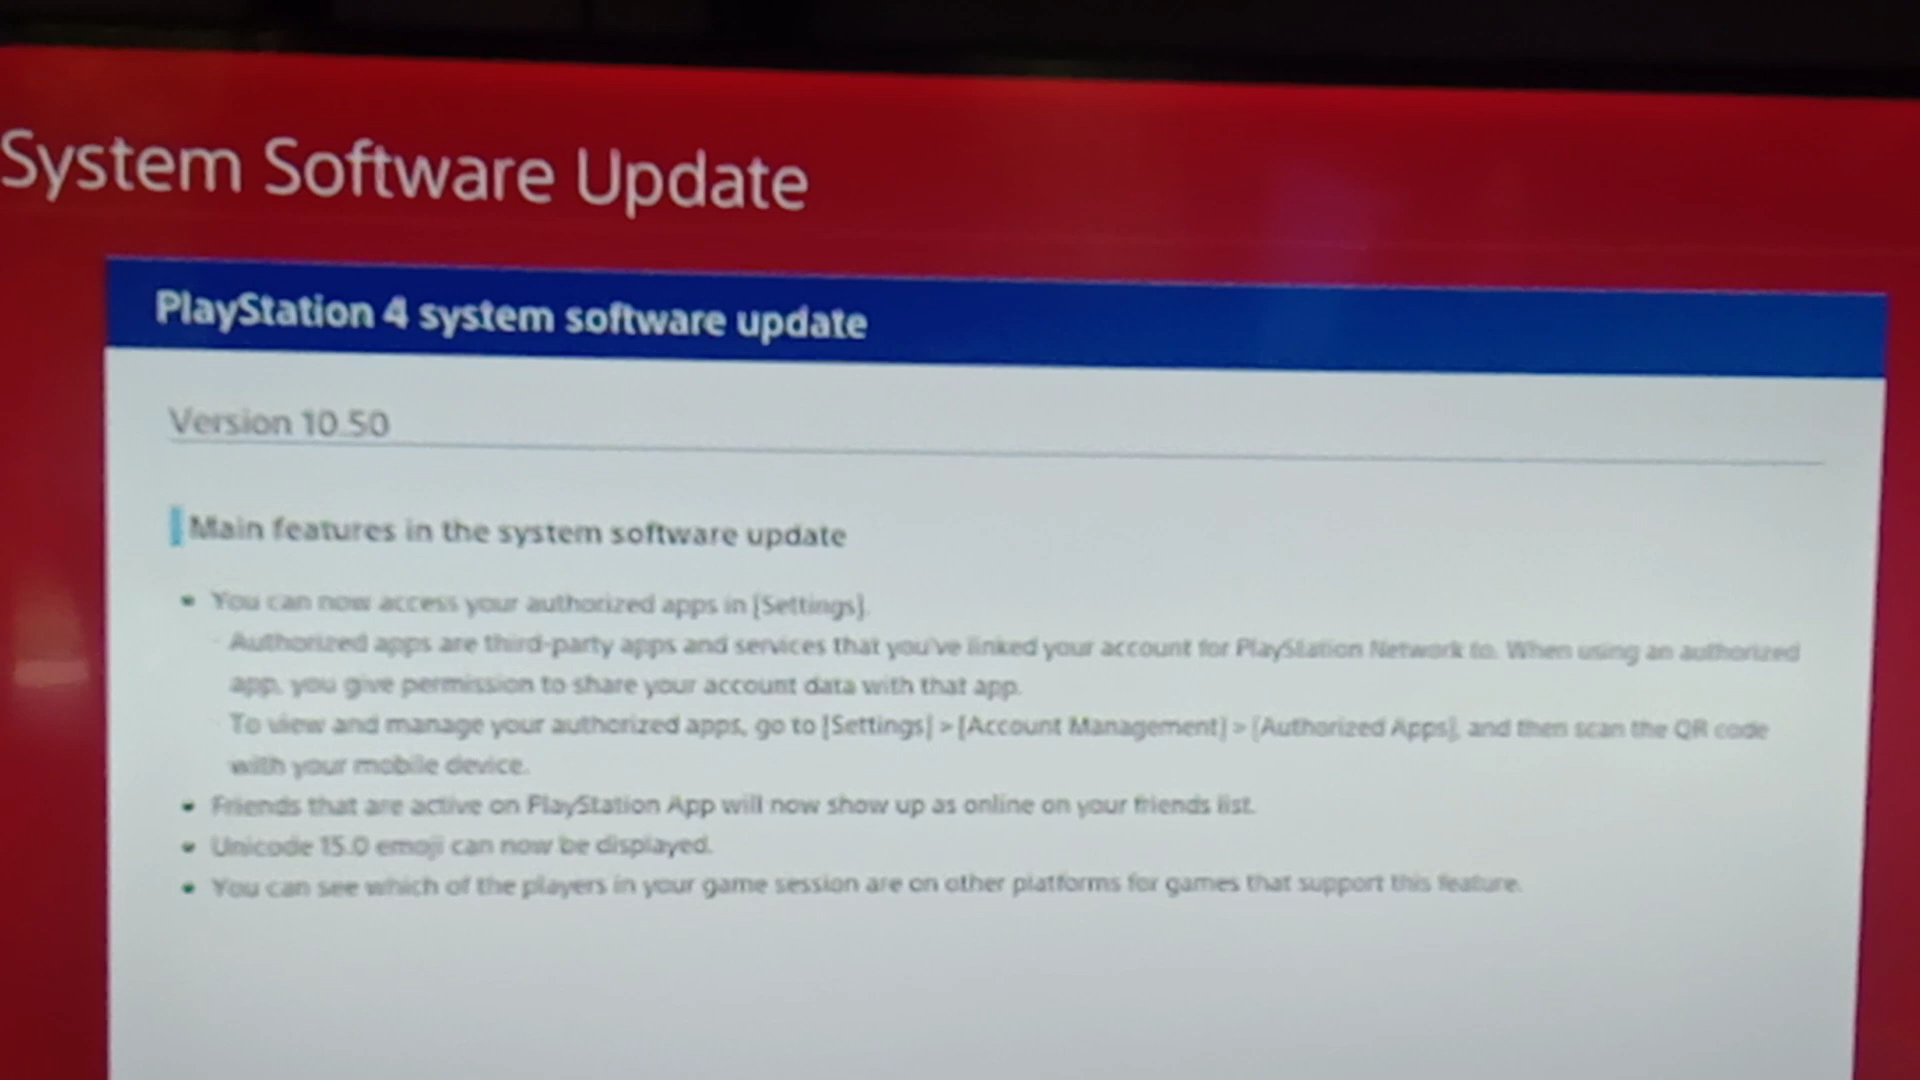 System Software Update
PlayStation 4 system software update
Version 10.50
Main features in the system software update
• You can now access your authorized apps in [Settings].
- Authorized apps are third-party apps and services that you've linked your account for PlayStation Network to. When using an authorized
app, you give permission to share your account data with that app.
- To view and manage your authorized apps, go to [Settings] > [Account Management] > [Authorized Apps], and then scan the QR code
with your mobile device.
• Friends that are active on PlayStation App will now show up as online on your friends list.
• Unicode 15.0 emoji can now be displayed.
• You can see which of the players in your game session are on other platforms for games that support this feature.